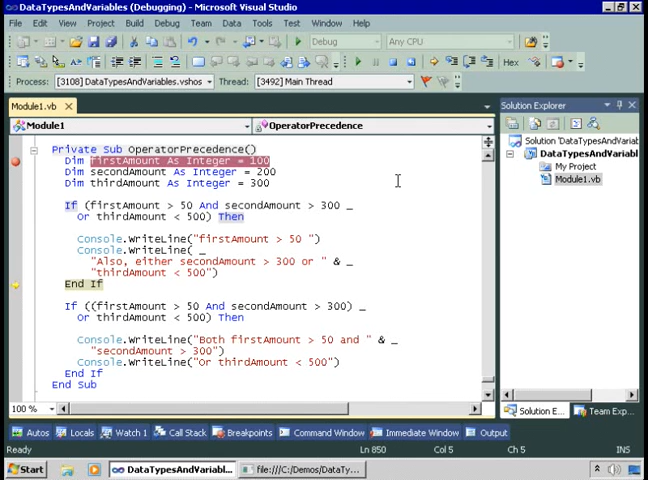 DataTypesAndVariables (Debugging) - Microsoft Visual Studio
File Edit View Project Build Debug Team Data Tools Test Window Help
Debug Any CPU
Hex
Process: [3108] DataTypesAndVariables.vshos Thread: [3492] Main Thread
Module1.vb
Module1 OperatorPrecedence
Private Sub OperatorPrecedence()
Dim firstAmount As Integer = 100
Dim secondAmount As Integer = 200
Dim thirdAmount As Integer = 300
If (firstAmount > 50 And secondAmount > 300 _
Or thirdAmount < 500) Then
Console.WriteLine("firstAmount > 50 ")
Console.WriteLine( _
"Also, either secondAmount > 300 or " & _
"thirdAmount < 500")
End If
If ((firstAmount > 50 And secondAmount > 300) _
Or thirdAmount < 500) Then
Console.WriteLine("Both firstAmount > 50 and " & _
"secondAmount > 300")
Console.WriteLine("Or thirdAmount < 500")
End If
End Sub
100 %
Solution Explorer
Solution 'DataTypesAndVariabl
DataTypesAndVariabl
My Project
Module1.vb
Solution E... Team Exp...
Autos Locals Watch 1 Call Stack Breakpoints Command Window Immediate Window Output
Ready Ln 850 Col 5 Ch 5 INS
Start DataTypesAndVariabl... file:///C:/Demos/DataTy...